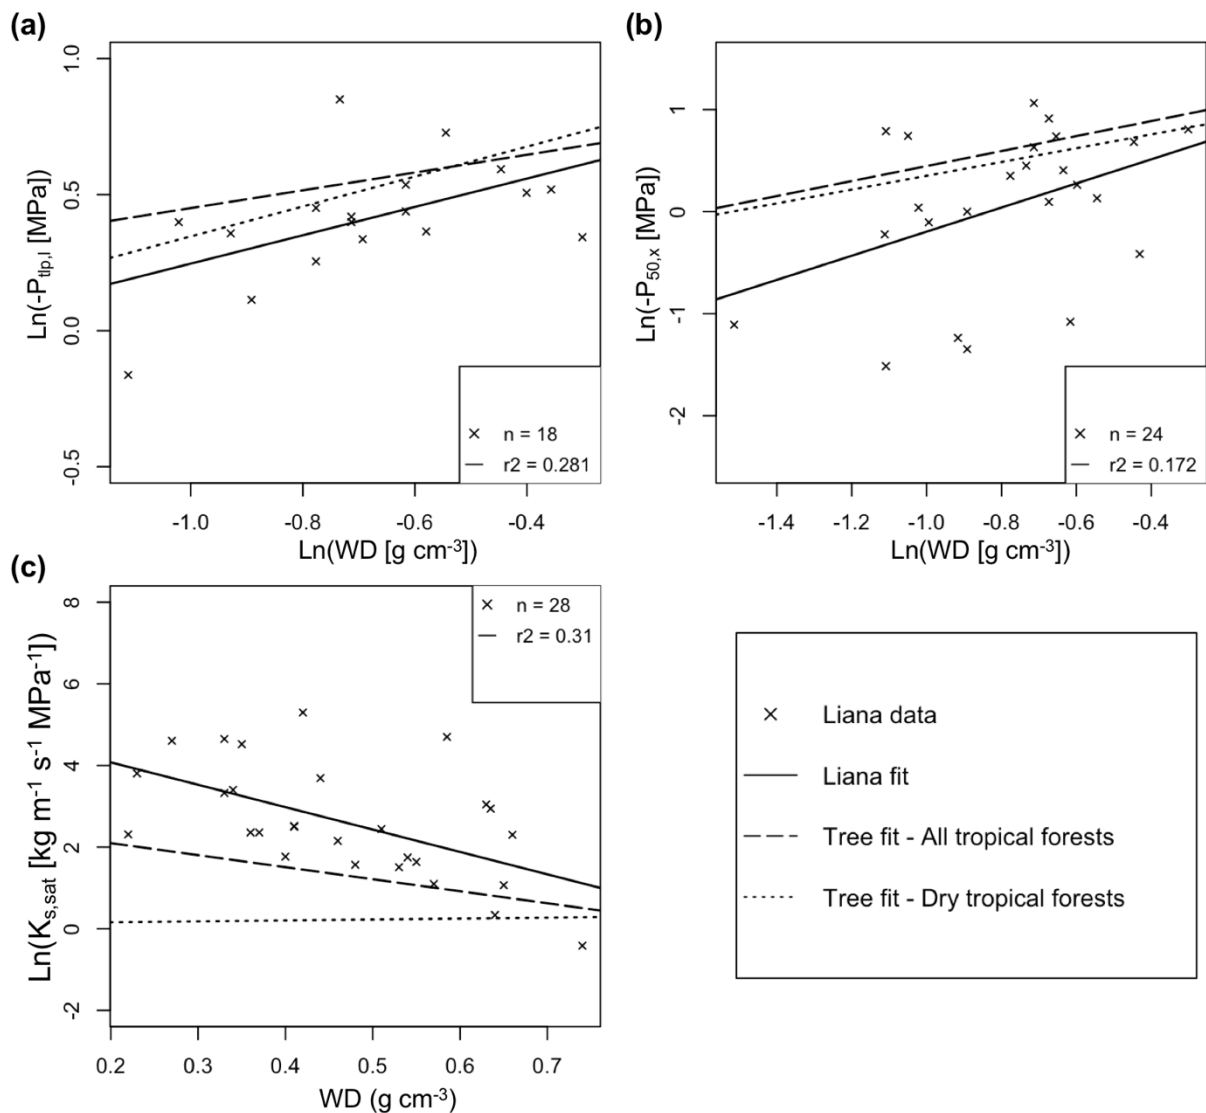 (a)
1.0
0.5
0.0
-0.5
Ln(-Ptlp,l [MPa])
× n = 18
— r2 = 0.281
-1.0 -0.8 -0.6 -0.4
Ln(WD [g cm-3])
(b)
1
0
-1
-2
Ln(-P50,x [MPa])
× n = 24
— r2 = 0.172
-1.4 -1.2 -1.0 -0.8 -0.6 -0.4
Ln(WD [g cm-3])
(c)
8
6
4
2
0
-2
Ln(Ks,sat [kg m-1 s-1 MPa-1])
× n = 28
— r2 = 0.31
0.2 0.3 0.4 0.5 0.6 0.7
WD (g cm-3)
× Liana data
Liana fit
Tree fit - All tropical forests
Tree fit - Dry tropical forests